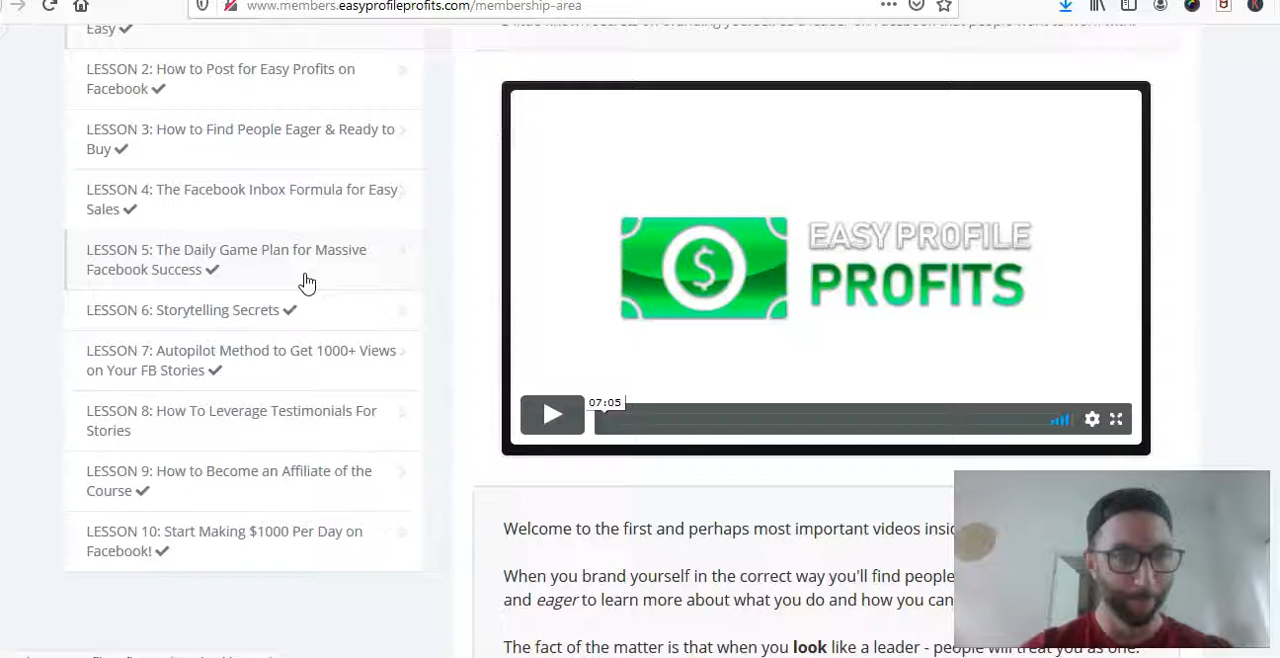 www.members.easyprofileprofits.com/membership-area
Easy
LESSON 2: How to Post for Easy Profits on
Facebook
LESSON 3: How to Find People Eager & Ready to
Buy
LESSON 4: The Facebook Inbox Formula for Easy
Sales
LESSON 5: The Daily Game Plan for Massive
Facebook Success
LESSON 6: Storytelling Secrets
LESSON 7: Autopilot Method to Get 1000+ Views
on Your FB Stories
LESSON 8: How To Leverage Testimonials For
Stories
LESSON 9: How to Become an Affiliate of the
Course
LESSON 10: Start Making $1000 Per Day on
Facebook!
$
EASY PROFILE
PROFITS
07:05
Welcome to the first and perhaps most important videos insi
When you brand yourself in the correct way you'll find people
and eager to learn more about what you do and how you can
The fact of the matter is that when you look like a leader - people will treat you as one.